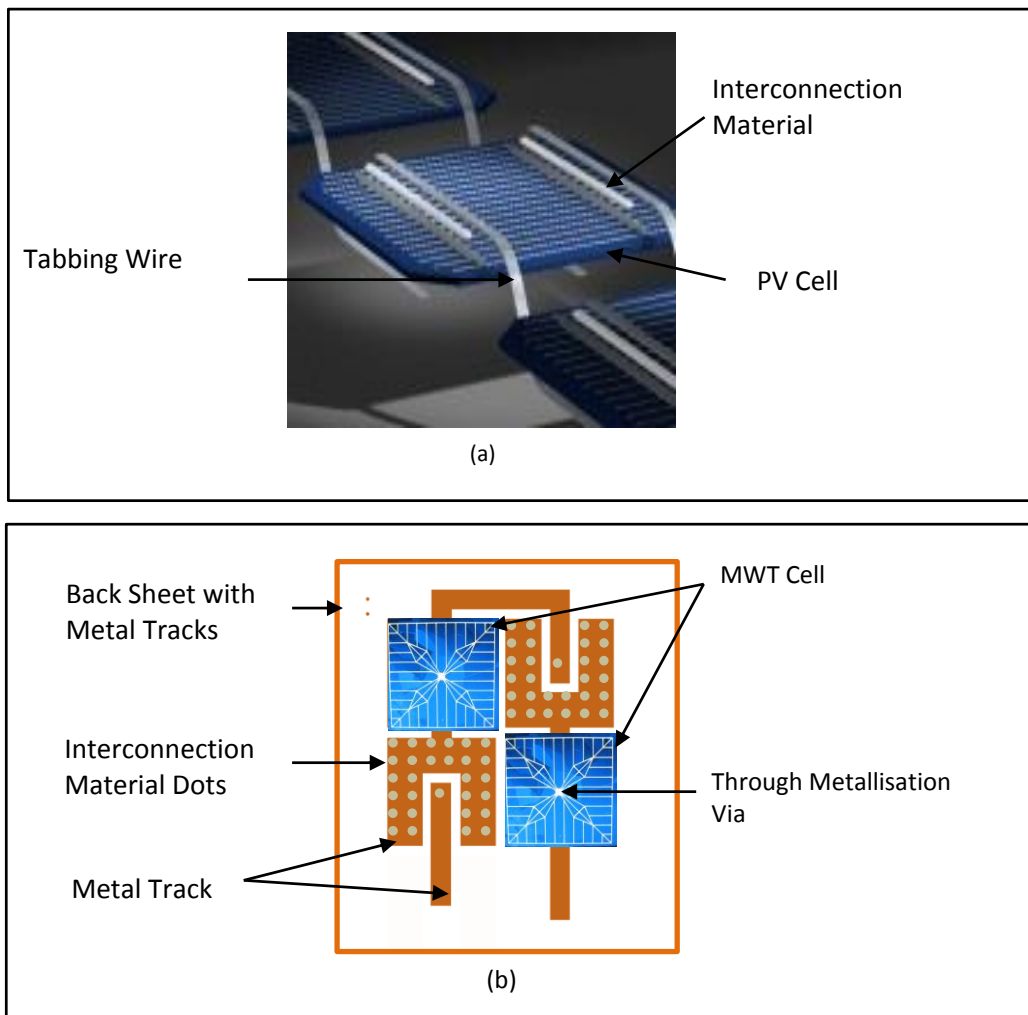 Interconnection
Material
Tabbing Wire
PV Cell
(a)
MWT Cell
Back Sheet with
Metal Tracks
Interconnection
Material Dots
Through Metallisation
Via
Metal Track
(b)